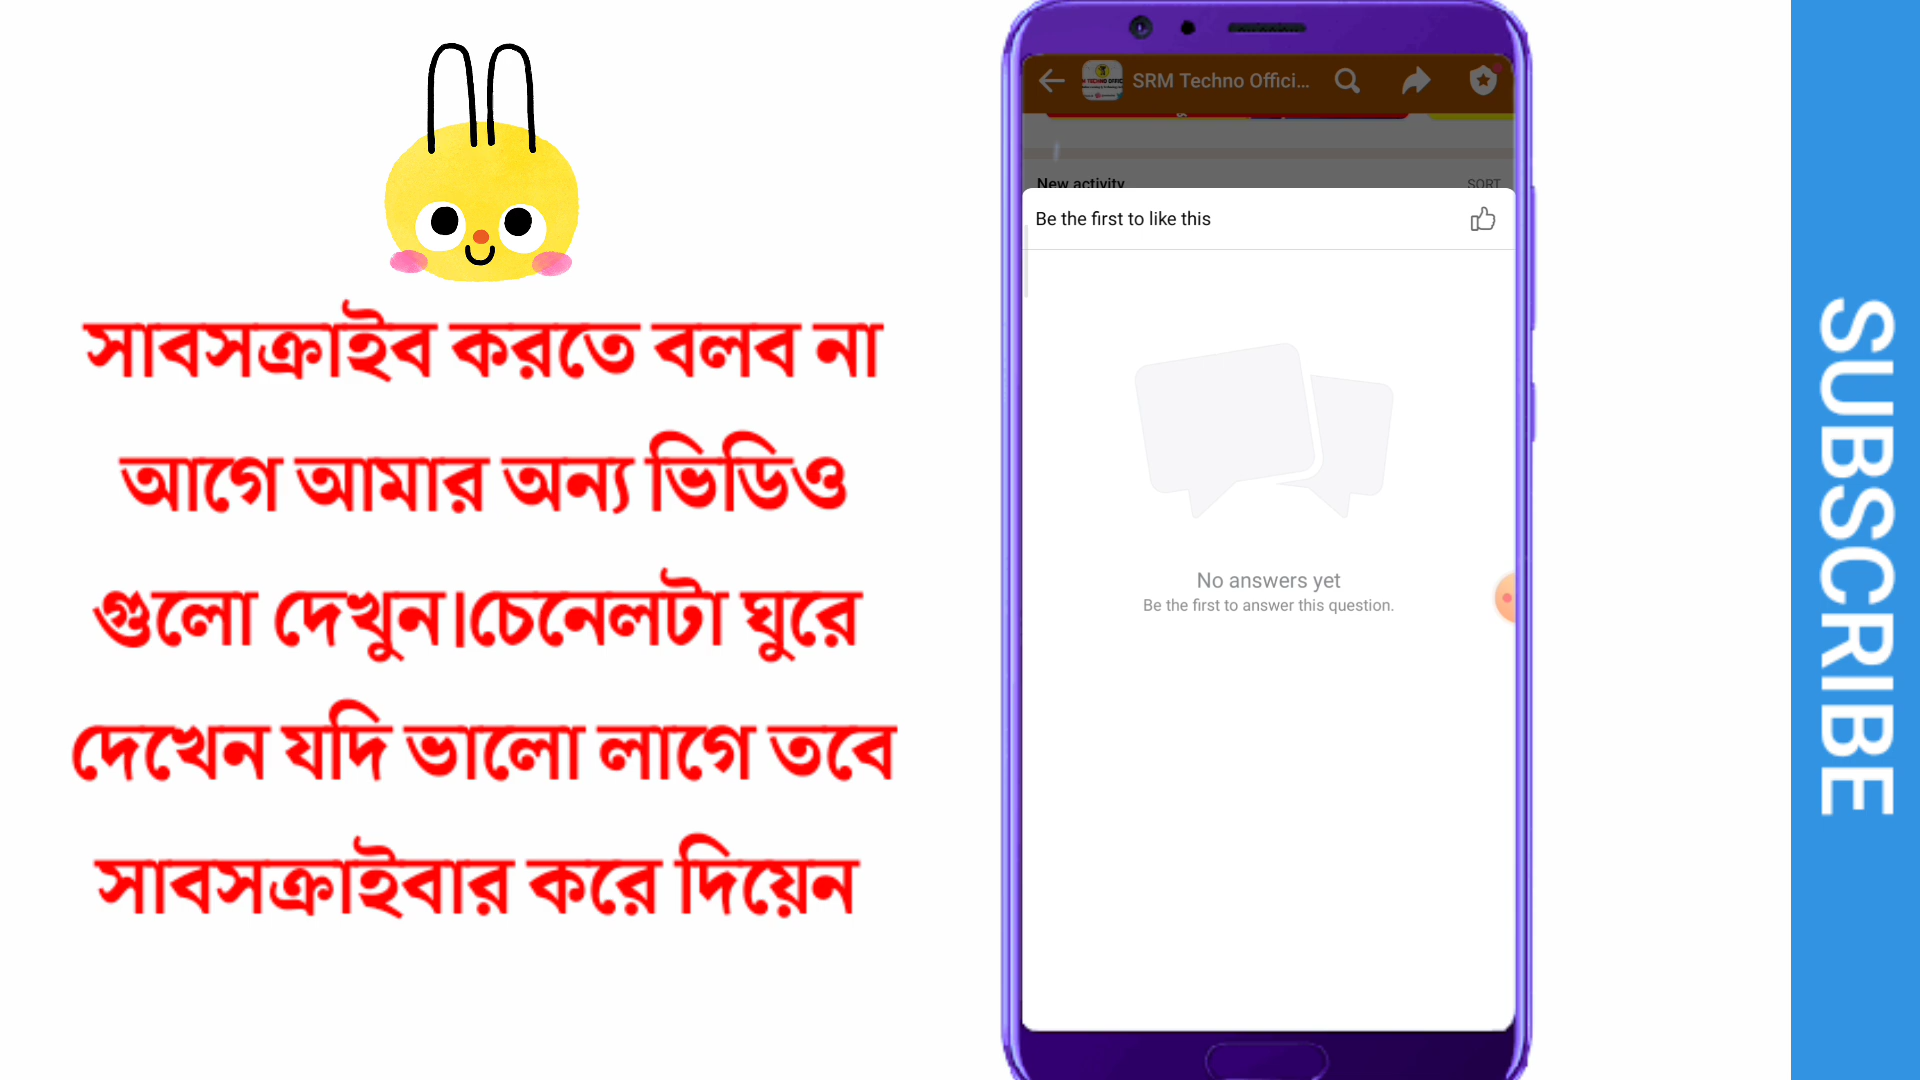 সাবসক্রাইব করতে বলব না
আগে আমার অন্য ভিডিও
গুলো দেখুন।চেনেলটা ঘুরে
দেখেন যদি ভালো লাগে তবে
সাবসক্রাইবার করে দিয়েন
SRM Techno Offici...
New activity
SORT
Be the first to like this
No answers yet
Be the first to answer this question.
SUBSCRIBE